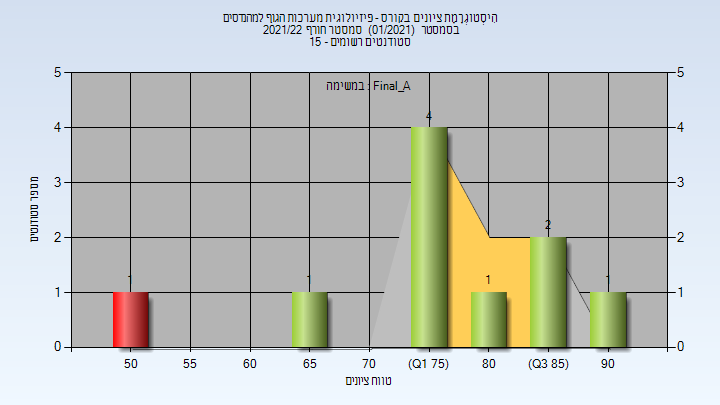 היסטוגרמת ציונים בקורס - פיזיולוגית מערכות הגוף למהנדסים
בסמסטר (01/2021) סמסטר חורף 2021/22
סטודנטים רשומים - 15
במשימה : Final_A
מספר סטודנטים
5 5
4 4
3 3
2 2
1 1
0 0
1 1 4 1 2 1
50 55 60 65 70 (Q1 75) 80 (Q3 85) 90
טווח ציונים